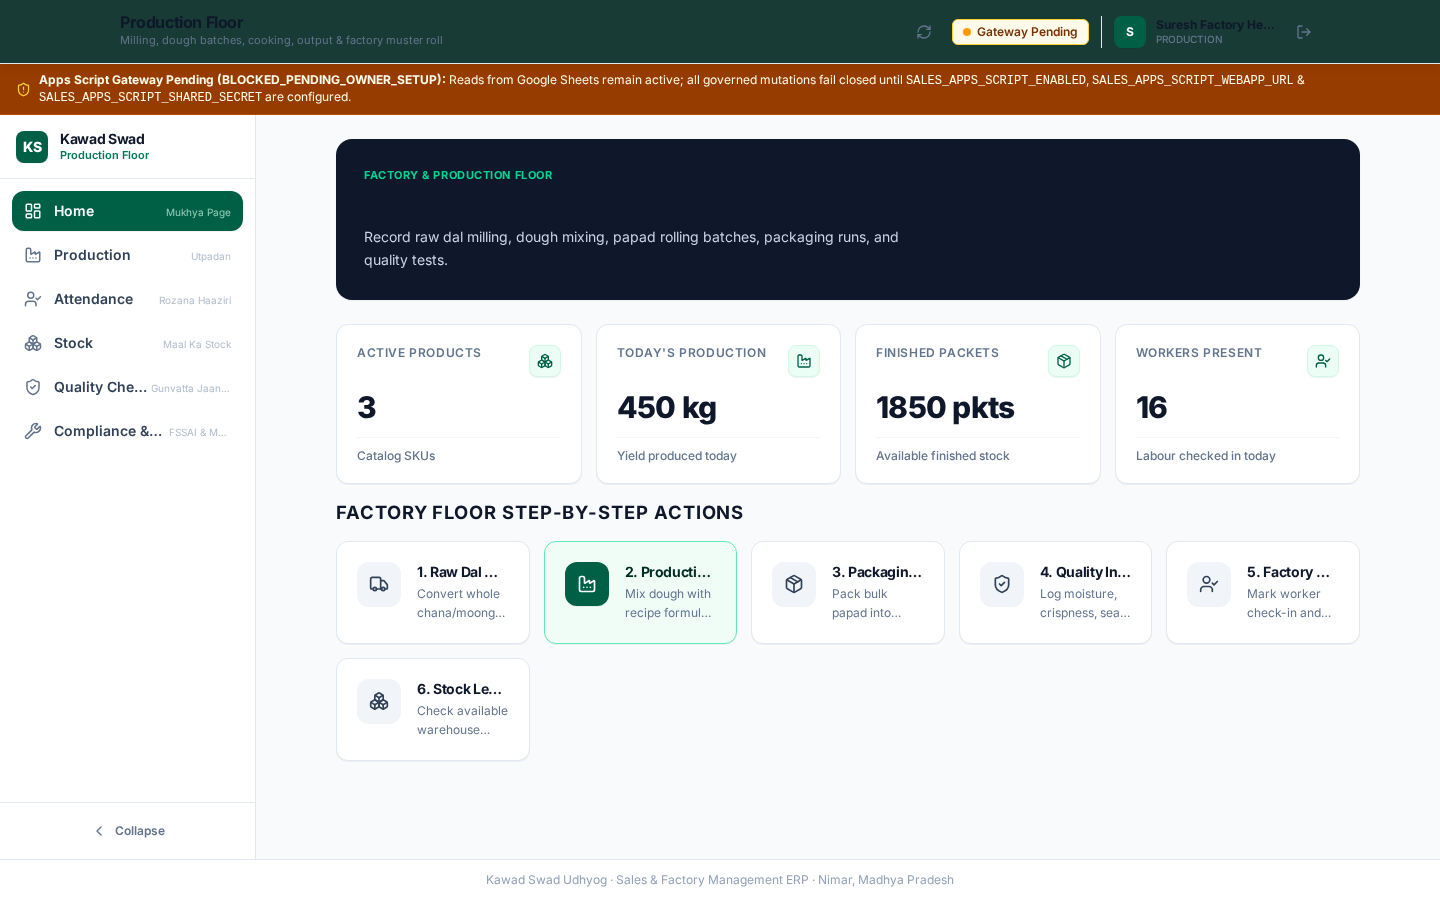 Production Floor
Milling, dough batches, cooking, output & factory muster roll
Gateway Pending
S
Suresh Factory He...
PRODUCTION
Apps Script Gateway Pending (BLOCKED_PENDING_OWNER_SETUP): Reads from Google Sheets remain active; all governed mutations fail closed until SALES_APPS_SCRIPT_ENABLED, SALES_APPS_SCRIPT_WEBAPP_URL &
SALES_APPS_SCRIPT_SHARED_SECRET are configured.
KS
Kawad Swad
Production Floor
Home Mukhya Page
Production Utpadan
Attendance Rozana Haaziri
Stock Maal Ka Stock
Quality Che... Gunvatta Jaan...
Compliance &... FSSAI & M...
Collapse
FACTORY & PRODUCTION FLOOR
Record raw dal milling, dough mixing, papad rolling batches, packaging runs, and
quality tests.
ACTIVE PRODUCTS
3
Catalog SKUs
TODAY'S PRODUCTION
450 kg
Yield produced today
FINISHED PACKETS
1850 pkts
Available finished stock
WORKERS PRESENT
16
Labour checked in today
FACTORY FLOOR STEP-BY-STEP ACTIONS
1. Raw Dal ...
Convert whole
chana/moong...
2. Producti...
Mix dough with
recipe formul...
3. Packagin...
Pack bulk
papad into...
4. Quality In...
Log moisture,
crispness, sea...
5. Factory ...
Mark worker
check-in and...
6. Stock Le...
Check available
warehouse...
Kawad Swad Udhyog · Sales & Factory Management ERP · Nimar, Madhya Pradesh